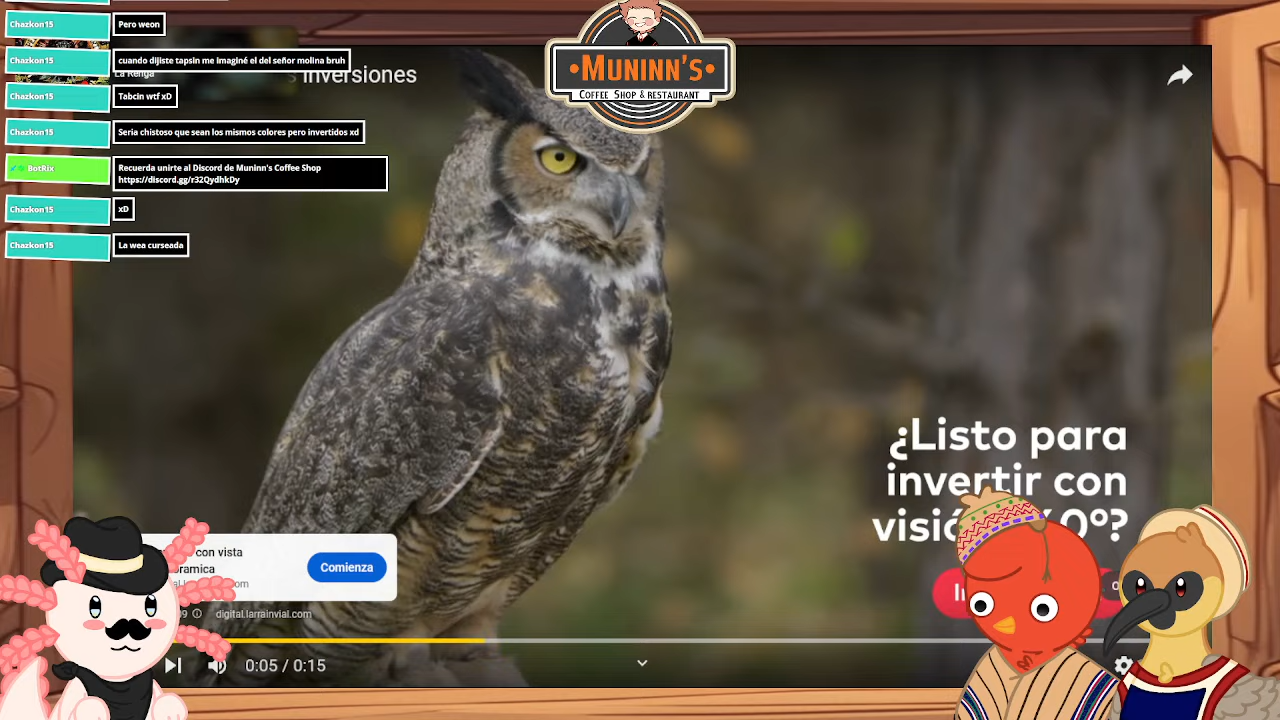 Chazkon15
Pero weon
Chazkon15
cuando dijiste tapsin me imaginé el del señor molina bruh
La Renga
s Inversiones
Chazkon15
Tabcin wtf xD
Chazkon15
Seria chistoso que sean los mismos colores pero invertidos xd
BotRix
Recuerda unirte al Discord de Muninn's Coffee Shop
https://discord.gg/r32QydhkDy
Chazkon15
xD
Chazkon15
La wea curseada
•MUNINN'S•
COFFEE SHOP & RESTAURANT
¿Listo para
invertir con
0°?
con vista
Comienza
digital.larrainvial.com
0:05 / 0:15